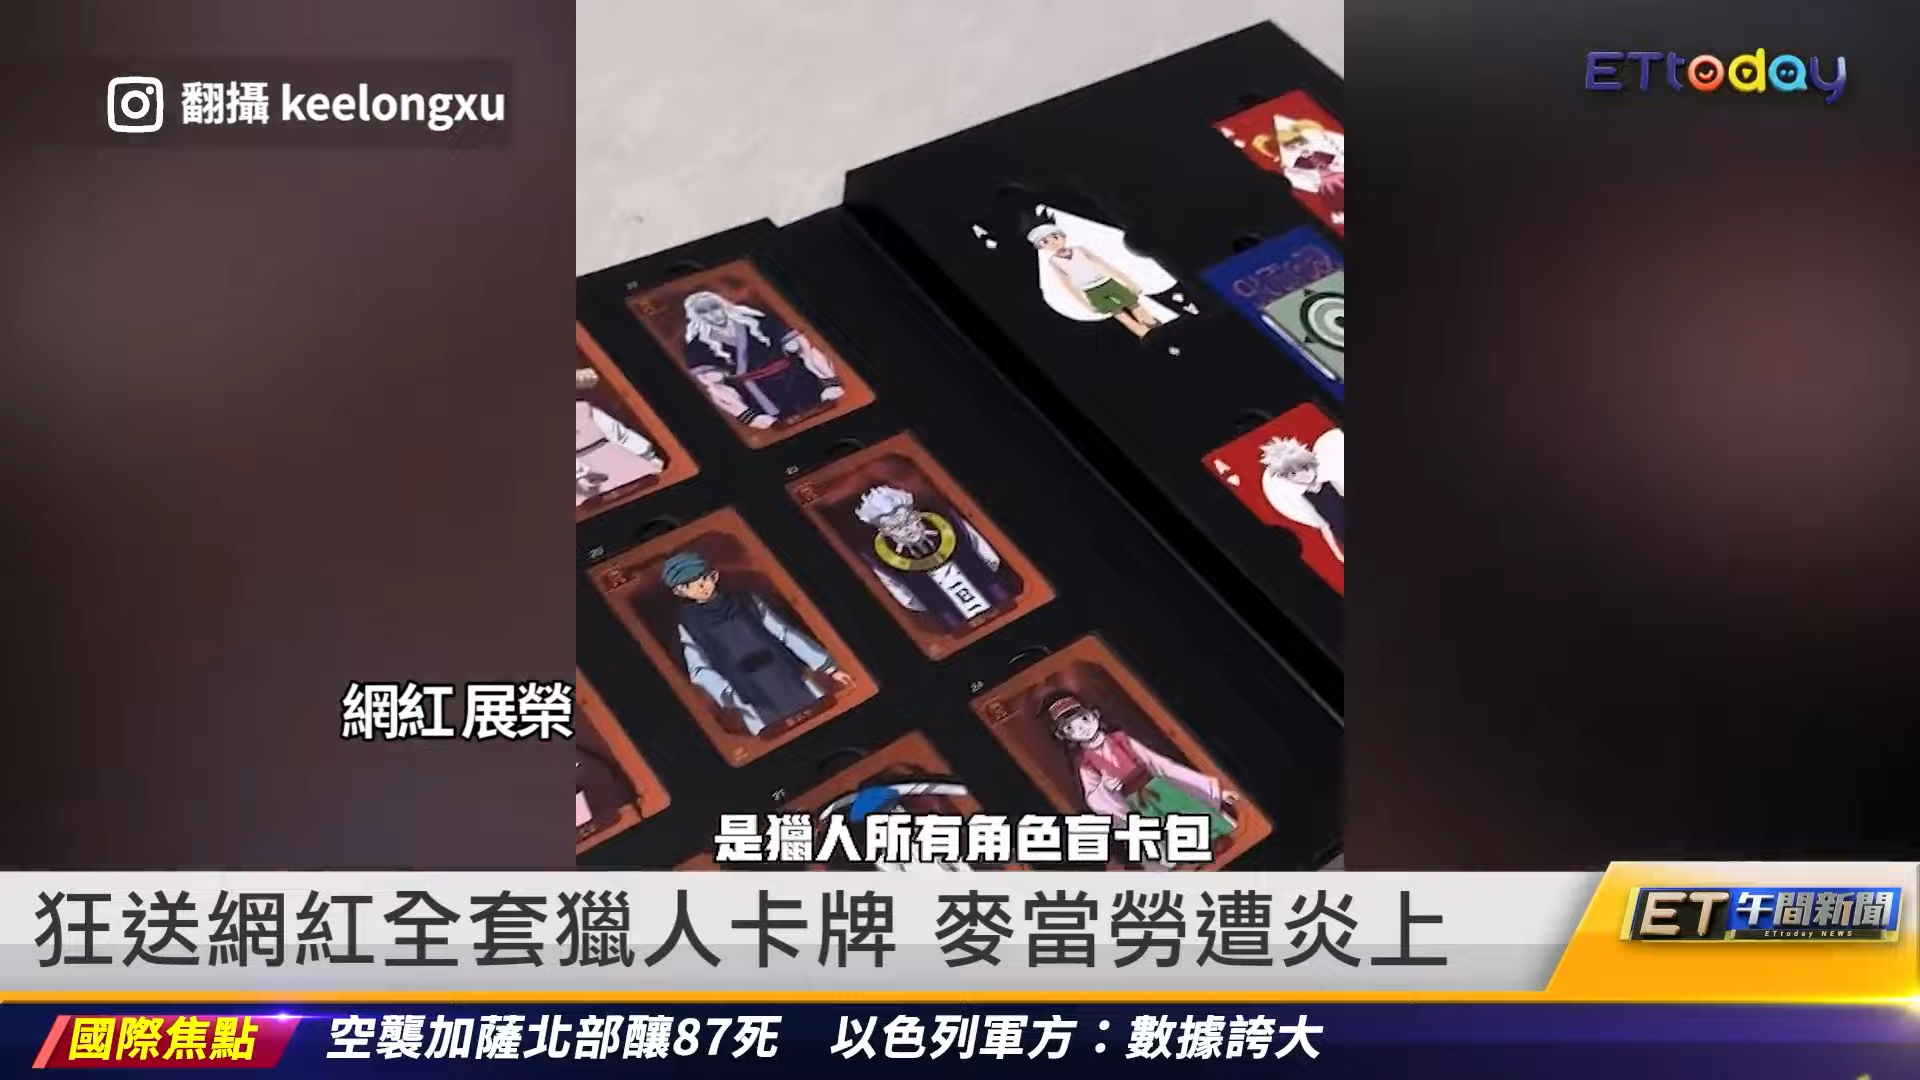 翻攝 keelongxu
ETtoday
網紅 展榮
是獵人所有角色盲卡包
狂送網紅全套獵人卡牌 麥當勞遭炎上
ET午間新聞
ETtoday NEWS
國際焦點
空襲加薩北部釀87死 以色列軍方：數據誇大